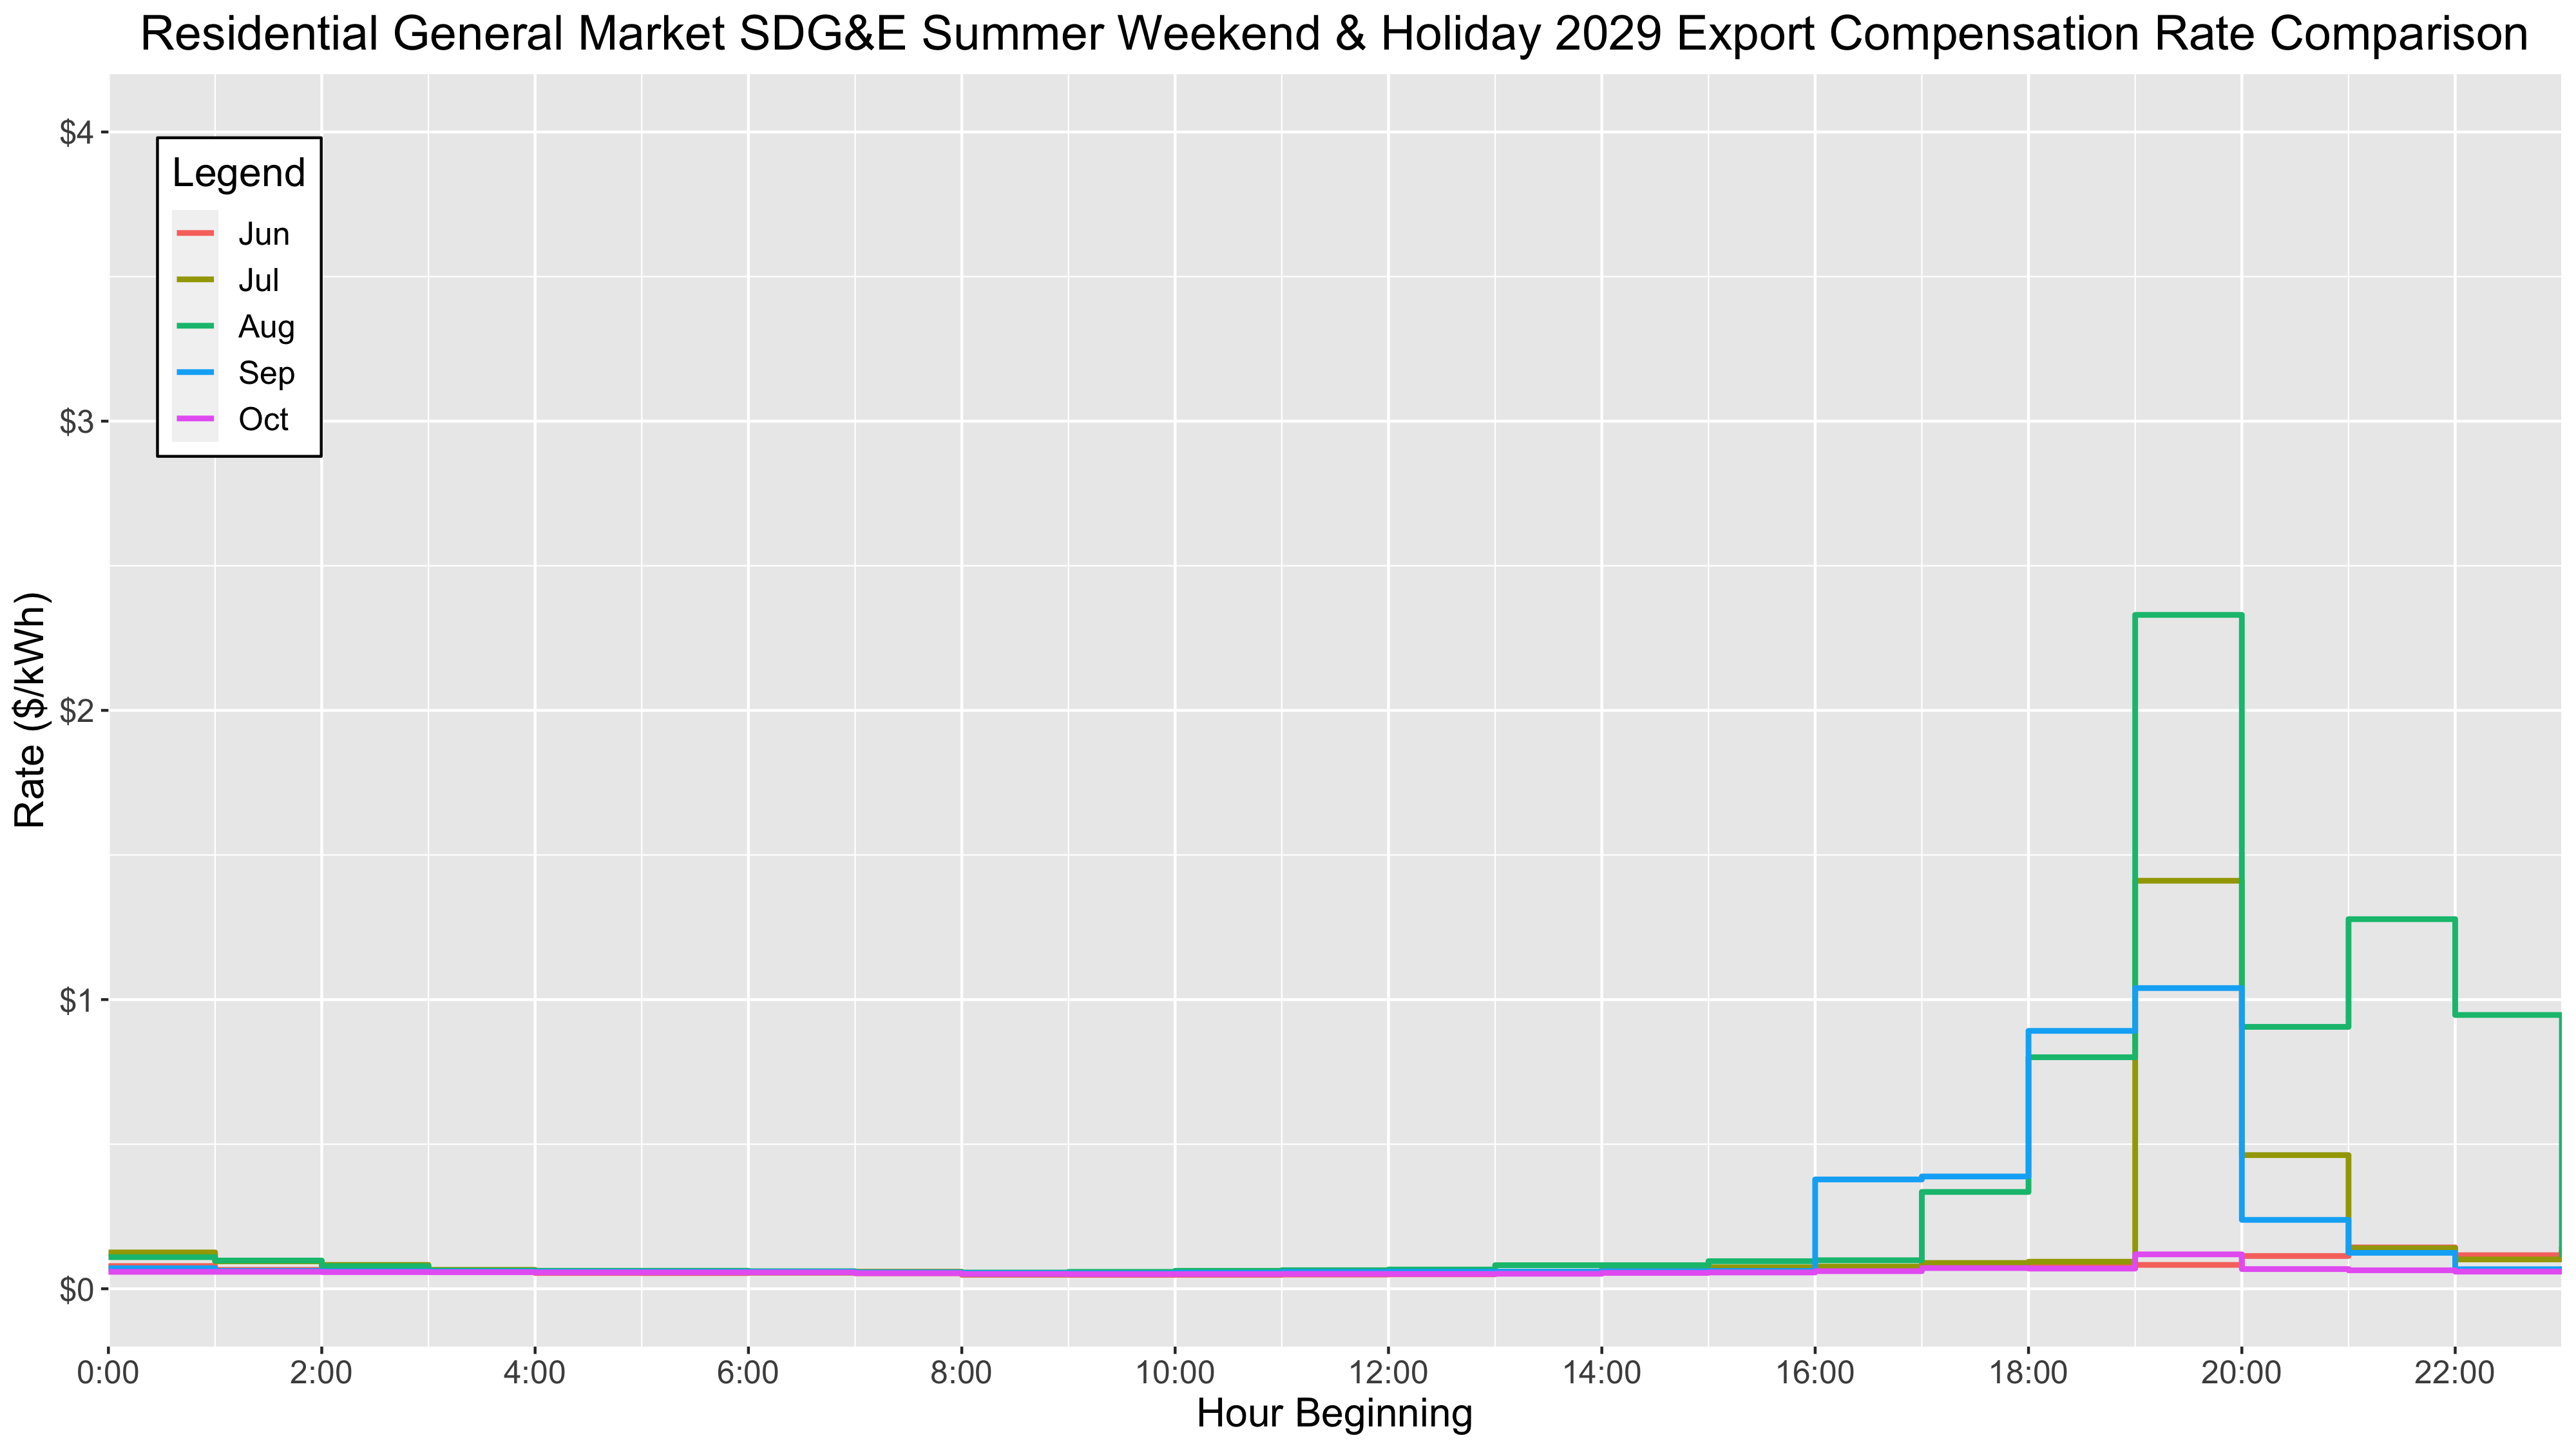 Residential General Market SDG&E Summer Weekend & Holiday 2029 Export Compensation Rate Comparison
$4
Legend
Jun
Jul
Aug
Sep
Oct
$3
Rate ($/kWh)
$2
$1
$0
0:00 2:00 4:00 6:00 8:00 10:00 12:00 14:00 16:00 18:00 20:00 22:00
Hour Beginning